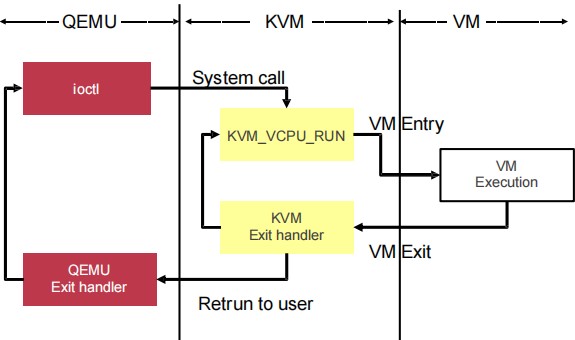 QEMU
KVM
VM
System call
ioctl
KVM_VCPU_RUN
VM Entry
VM
Execution
KVM
Exit handler
VM Exit
QEMU
Exit handler
Retrun to user